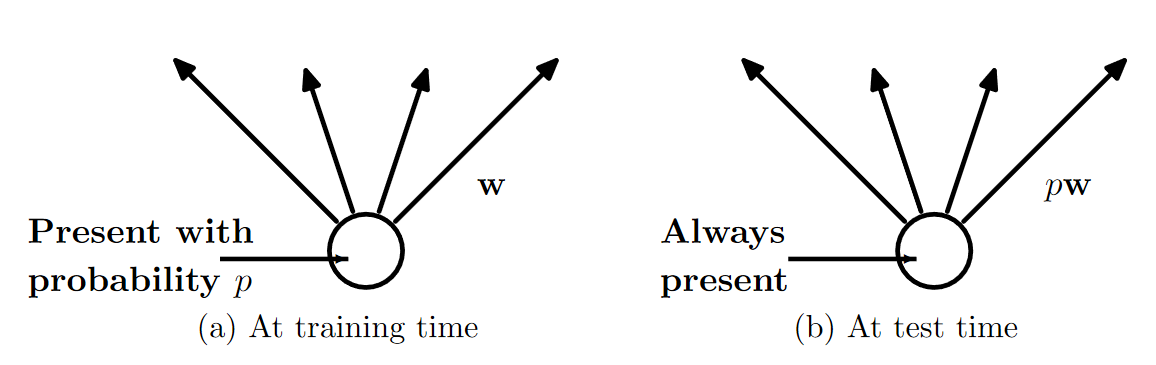 w
Present with
probability p
(a) At training time
pw
Always
present
(b) At test time